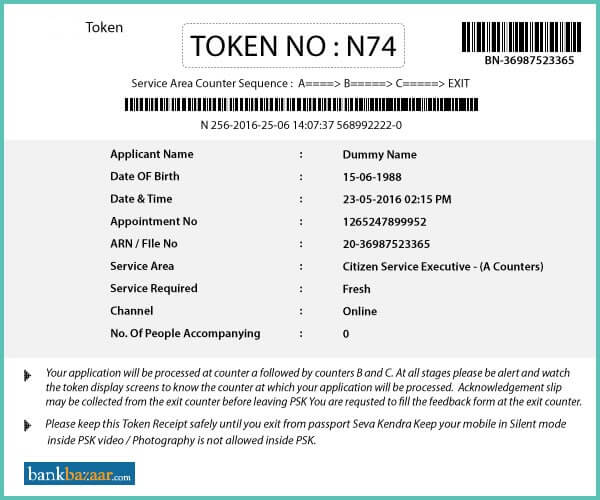 Token
TOKEN NO : N74
BN-36987523365
Service Area Counter Sequence : A====> B=====> C=====> EXIT
N 256-2016-25-06 14:07:37 568992222-0
Applicant Name : Dummy Name
Date OF Birth : 15-06-1988
Date & Time : 23-05-2016 02:15 PM
Appointment No : 1265247899952
ARN / FIle No : 20-36987523365
Service Area : Citizen Service Executive - (A Counters)
Service Required : Fresh
Channel : Online
No. Of People Accompanying : 0
Your application will be processed at counter a followed by counters B and C. At all stages please be alert and watch
the token display screens to know the counter at which your application will be processed. Acknowledgement slip
may be collected from the exit counter before leaving PSK You are requsted to fill the feedback form at the exit counter.
Please keep this Token Receipt safely until you exit from passport Seva Kendra Keep your mobile in Silent mode
inside PSK video / Photography is not allowed inside PSK.
bankbazaar.com